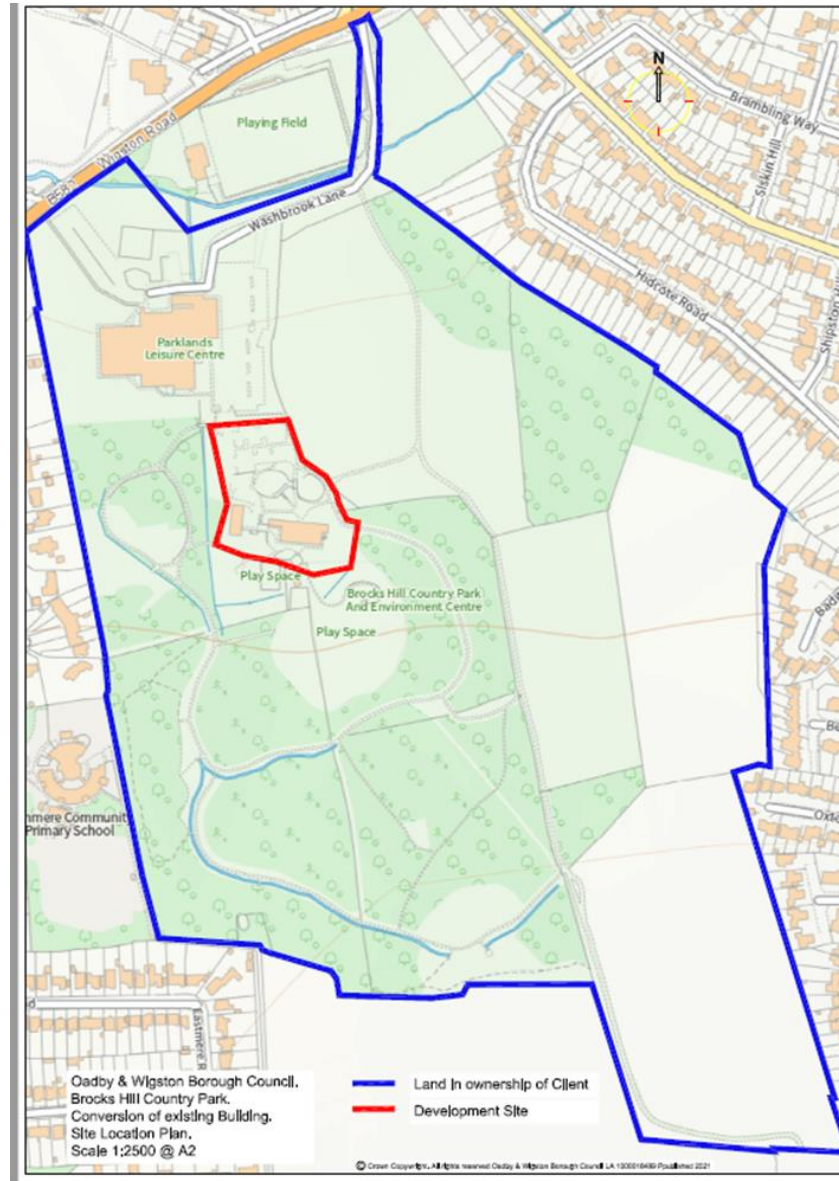 N
Playing Field
Brambling Way
Siskin Hill
Wigston Road
B582
Washbrook Lane
Hidcote Road
Parklands
Leisure Centre
Play Space
Brocks Hill Country Park
And Environment Centre
Play Space
nmere Community
Primary School
Oadby & Wigston Borough Council.
Brocks Hill Country Park.
Conversion of existing Building.
Site Location Plan.
Scale 1:2500 @ A2
Land in ownership of Client
Development Site